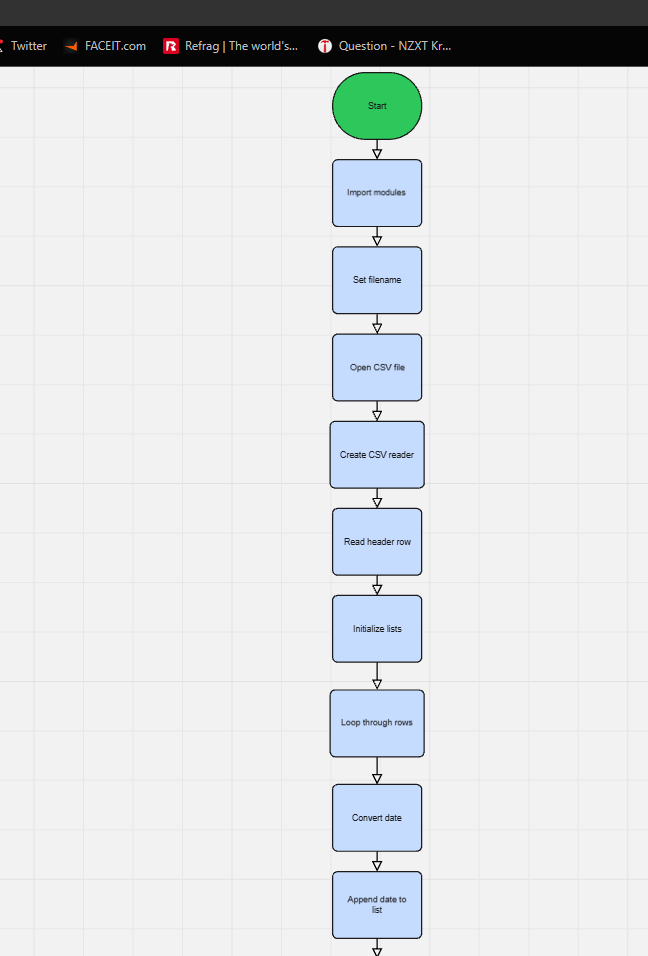 Twitter FACEIT.com Refrag | The world's... Question - NZXT Kr...
Start
Import modules
Set filename
Open CSV file
Create CSV reader
Read header row
Initialize lists
Loop through rows
Convert date
Append date to
list